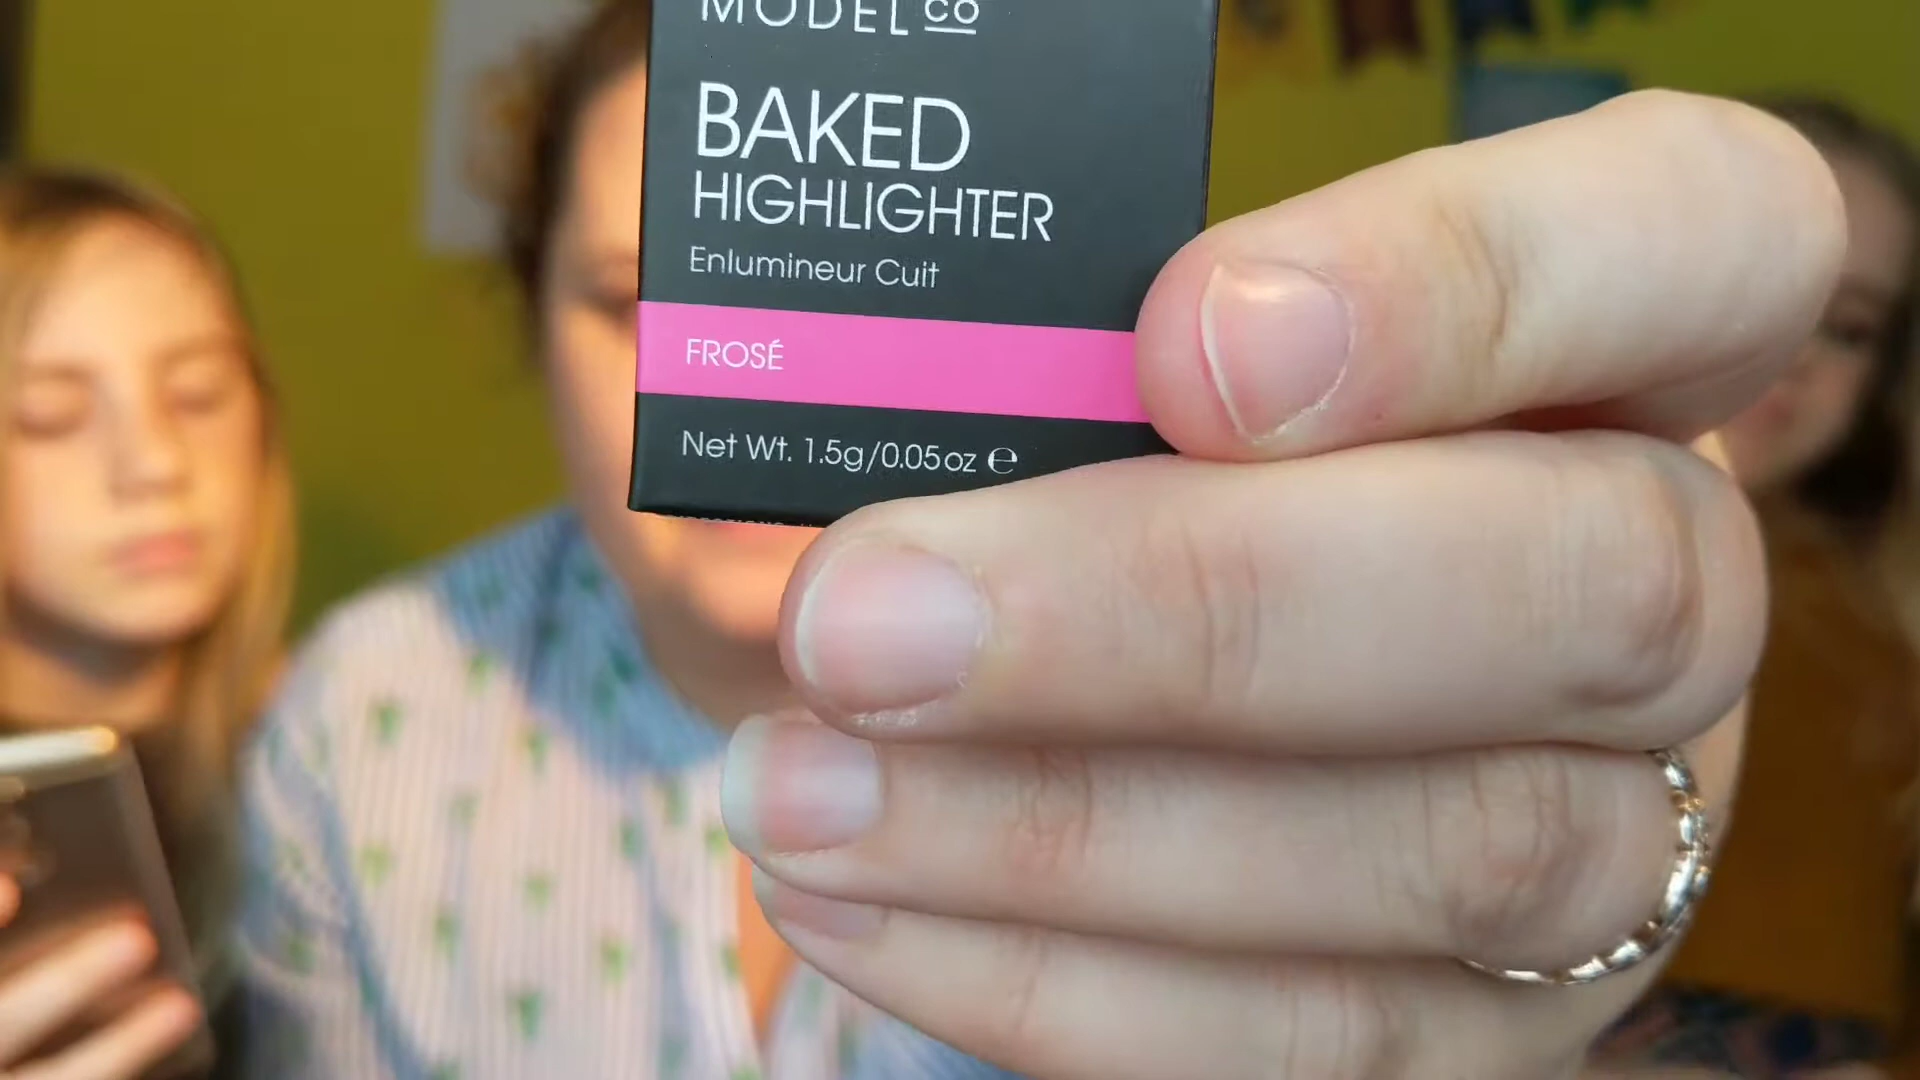 MODEL CO
BAKED
HIGHLIGHTER
Enlumineur Cuit
FROSÉ
Net Wt. 1.5g/0.05oz ℮